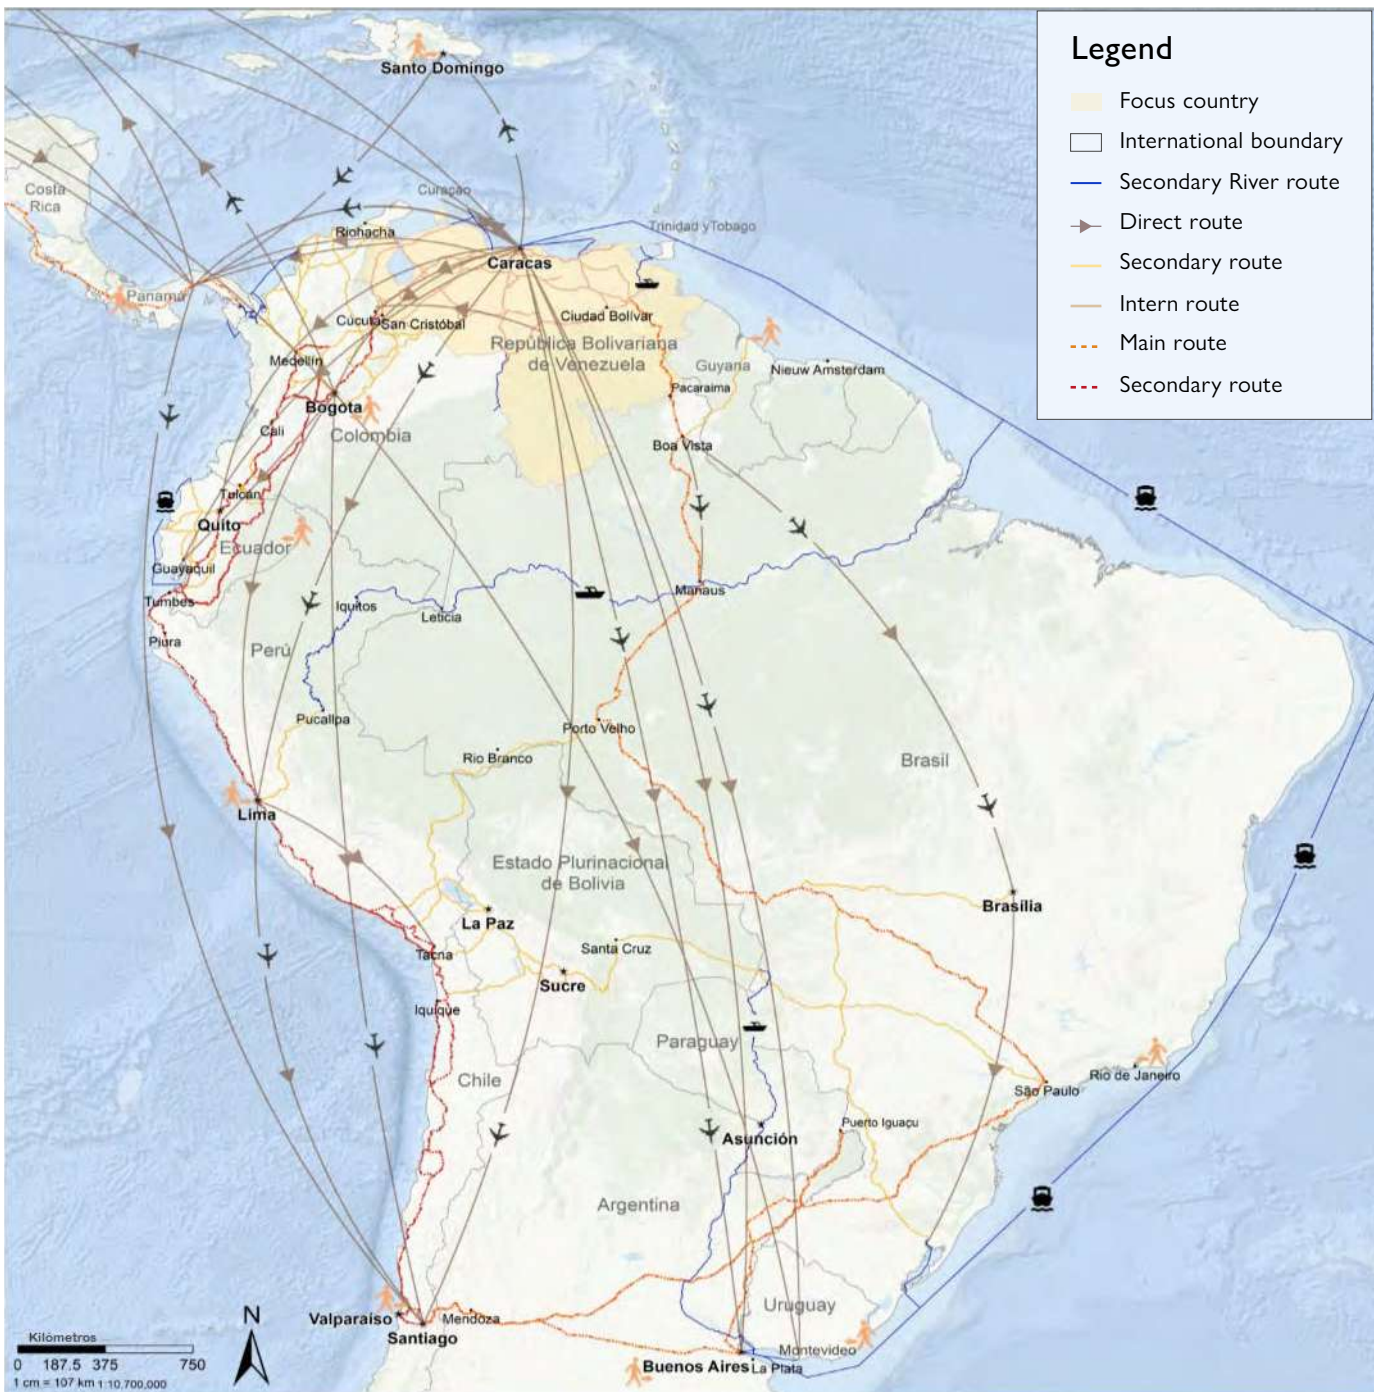 Legend
Focus country
International boundary
Secondary River route
Direct route
Secondary route
Intern route
Main route
Secondary route
Santo Domingo
Costa
Rica
Curaçao
Riohacha
Trinidad yTobago
Caracas
Panamá
Cúcuta
San Cristóbal
Ciudad Bolívar
República Bolivariana
de Venezuela
Medellín
Guyana
Nieuw Amsterdam
Pacaraima
Bogota
Cali
Colombia
Boa Vista
Tulcán
Quito
Ecuador
Guayaquil
Tumbes
Iquitos
Leticia
Manaus
Piura
Perú
Pucallpa
Porto Velho
Rio Branco
Brasil
Lima
Estado Plurinacional
de Bolivia
Brasília
La Paz
Santa Cruz
Tacna
Sucre
Iquique
Paraguay
Chile
São Paulo
Rio de Janeiro
Puerto Iguaçu
Asunción
Argentina
Uruguay
Valparaíso
Mendoza
Santiago
Montevideo
Buenos Aires
La Plata
N
Kilómetros
0 187.5 375 750
1 cm = 107 km 1:10,700,000